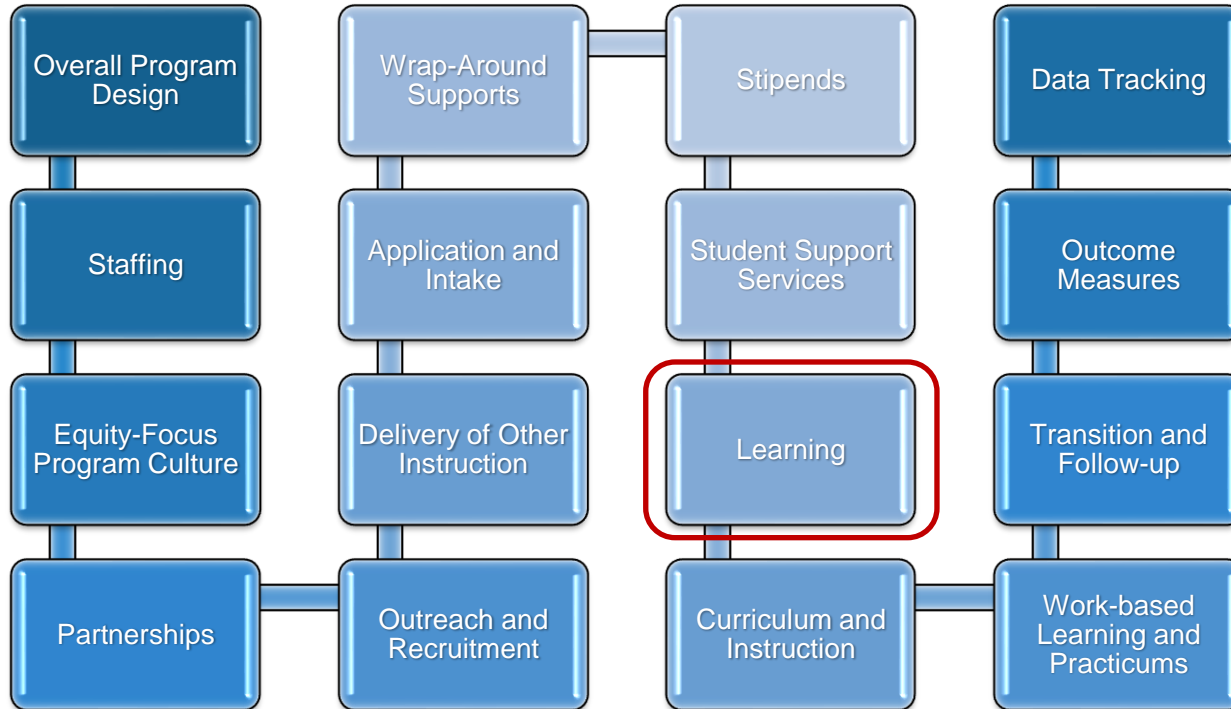 Overall Program
Design
Staffing
Equity-Focus
Program Culture
Partnerships
Outreach and
Recruitment
Delivery of Other
Instruction
Application and
Intake
Wrap-Around
Supports
Stipends
Student Support
Services
Learning
Curriculum and
Instruction
Work-based
Learning and
Practicums
Transition and
Follow-up
Outcome
Measures
Data Tracking